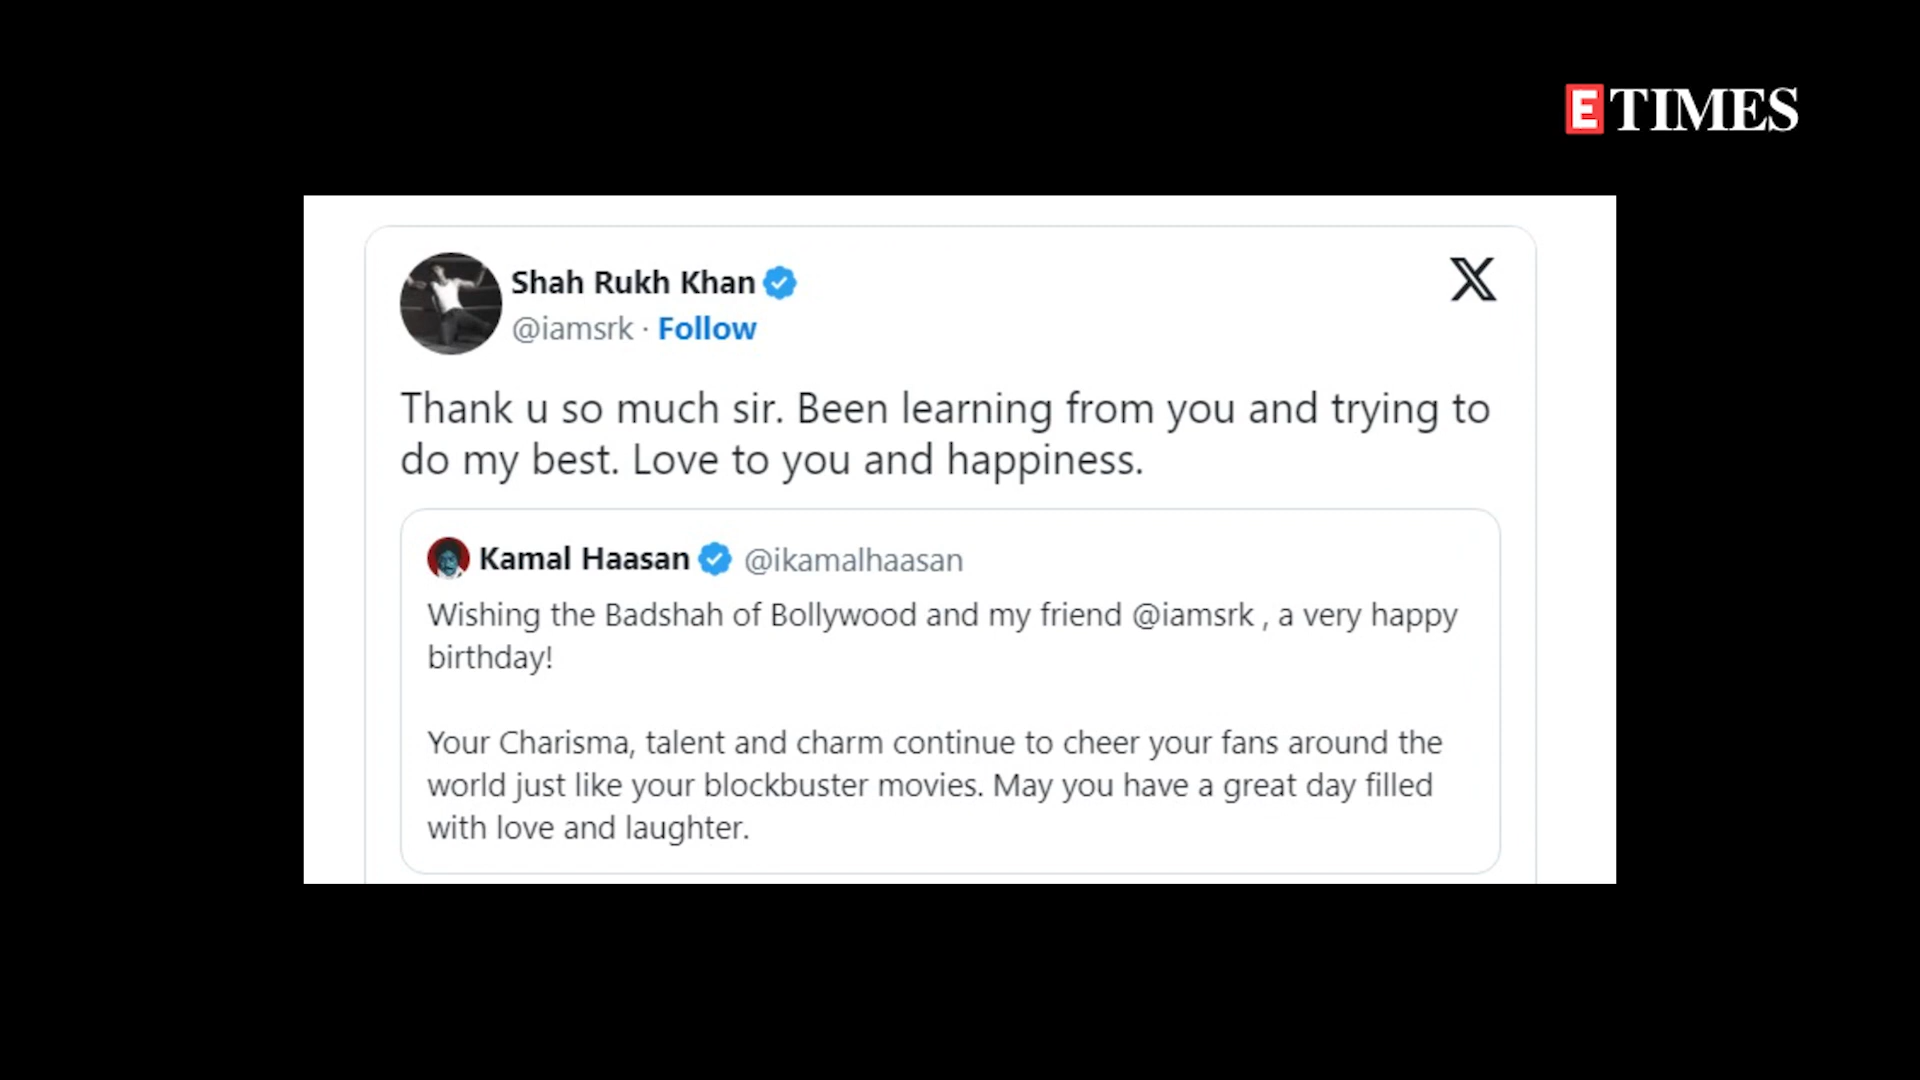 E TIMES
Shah Rukh Khan
@iamsrk · Follow
Thank u so much sir. Been learning from you and trying to
do my best. Love to you and happiness.
Kamal Haasan @ikamalhaasan
Wishing the Badshah of Bollywood and my friend @iamsrk , a very happy
birthday!
Your Charisma, talent and charm continue to cheer your fans around the
world just like your blockbuster movies. May you have a great day filled
with love and laughter.